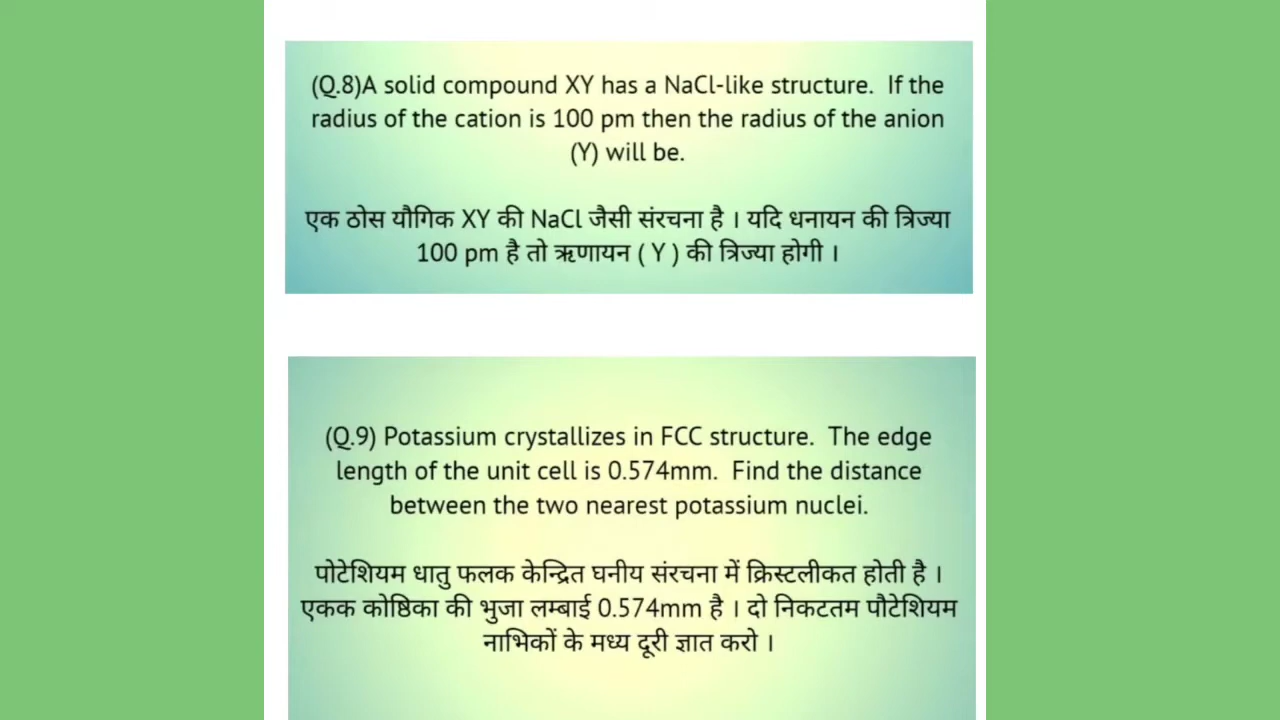 (Q.8)A solid compound XY has a NaCl-like structure. If the
radius of the cation is 100 pm then the radius of the anion
(Y) will be.
एक ठोस यौगिक XY की NaCl जैसी संरचना है । यदि धनायन की त्रिज्या
100 pm है तो ऋणायन ( Y ) की त्रिज्या होगी ।
(Q.9) Potassium crystallizes in FCC structure. The edge
length of the unit cell is 0.574mm. Find the distance
between the two nearest potassium nuclei.
पोटेशियम धातु फलक केन्द्रित घनीय संरचना में क्रिस्टलीकत होती है ।
एकक कोष्ठिका की भुजा लम्बाई 0.574mm है । दो निकटतम पौटेशियम
नाभिकों के मध्य दूरी ज्ञात करो ।